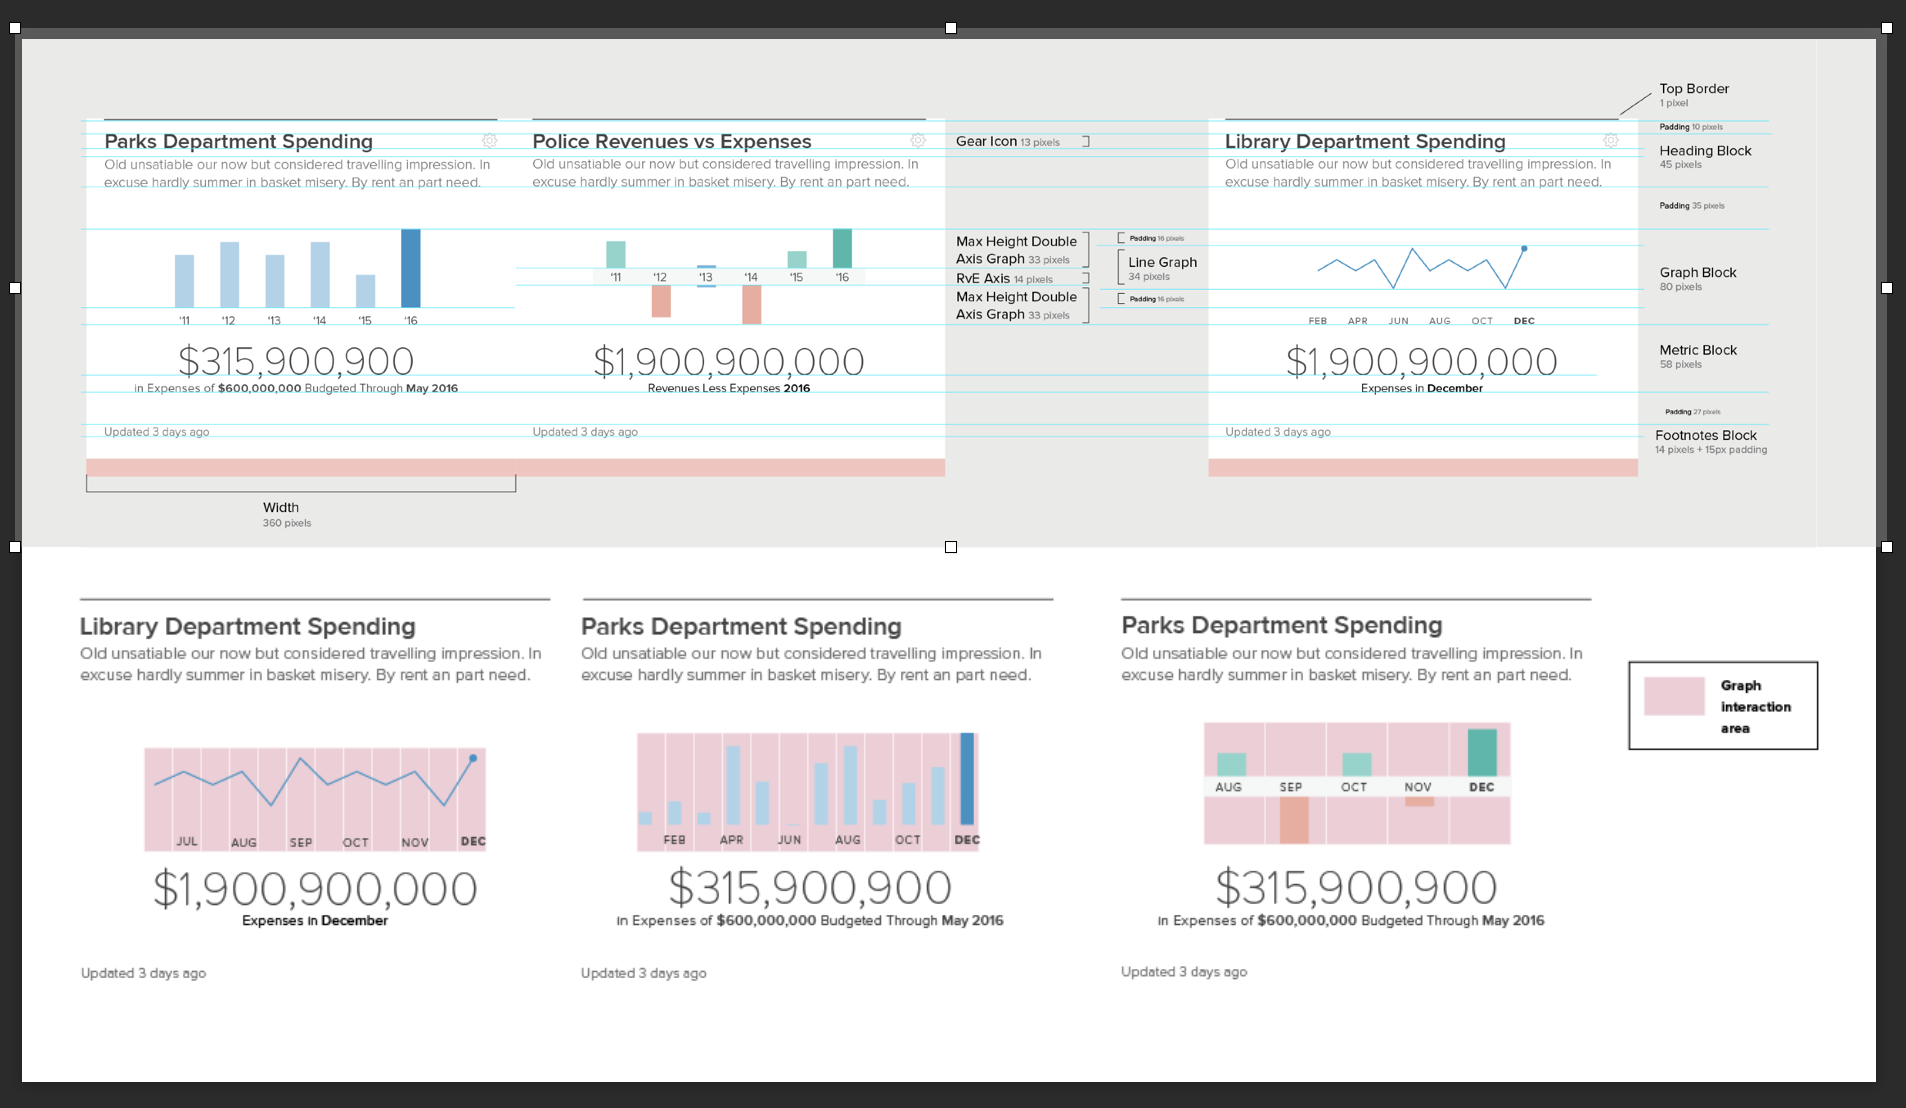 Top Border
1 pixel
Parks Department Spending
Old unsatiable our now but considered travelling impression. In
excuse hardly summer in basket misery. By rent an part need.
'11 '12 '13 '14 '15 '16
$315,900,900
in Expenses of $600,000,000 Budgeted Through May 2016
Updated 3 days ago
Police Revenues vs Expenses
Old unsatiable our now but considered travelling impression. In
excuse hardly summer in basket misery. By rent an part need.
'11 '12 '13 '14 '15 '16
$1,900,900,000
Revenues Less Expenses 2016
Updated 3 days ago
Gear Icon 13 pixels
Max Height Double
Axis Graph 33 pixels
RvE Axis 14 pixels
Max Height Double
Axis Graph 33 pixels
Padding 16 pixels
Line Graph
34 pixels
Padding 16 pixels
Library Department Spending
Old unsatiable our now but considered travelling impression. In
excuse hardly summer in basket misery. By rent an part need.
FEB APR JUN AUG OCT DEC
$1,900,900,000
Expenses in December
Updated 3 days ago
Padding 10 pixels
Heading Block
45 pixels
Padding 35 pixels
Graph Block
80 pixels
Metric Block
58 pixels
Padding 27 pixels
Footnotes Block
14 pixels + 15px padding
Width
360 pixels
Library Department Spending
Old unsatiable our now but considered travelling impression. In
excuse hardly summer in basket misery. By rent an part need.
JUL AUG SEP OCT NOV DEC
$1,900,900,000
Expenses in December
Updated 3 days ago
Parks Department Spending
Old unsatiable our now but considered travelling impression. In
excuse hardly summer in basket misery. By rent an part need.
FEB APR JUN AUG OCT DEC
$315,900,900
in Expenses of $600,000,000 Budgeted Through May 2016
Updated 3 days ago
Parks Department Spending
Old unsatiable our now but considered travelling impression. In
excuse hardly summer in basket misery. By rent an part need.
AUG SEP OCT NOV DEC
$315,900,900
in Expenses of $600,000,000 Budgeted Through May 2016
Updated 3 days ago
Graph
interaction
area